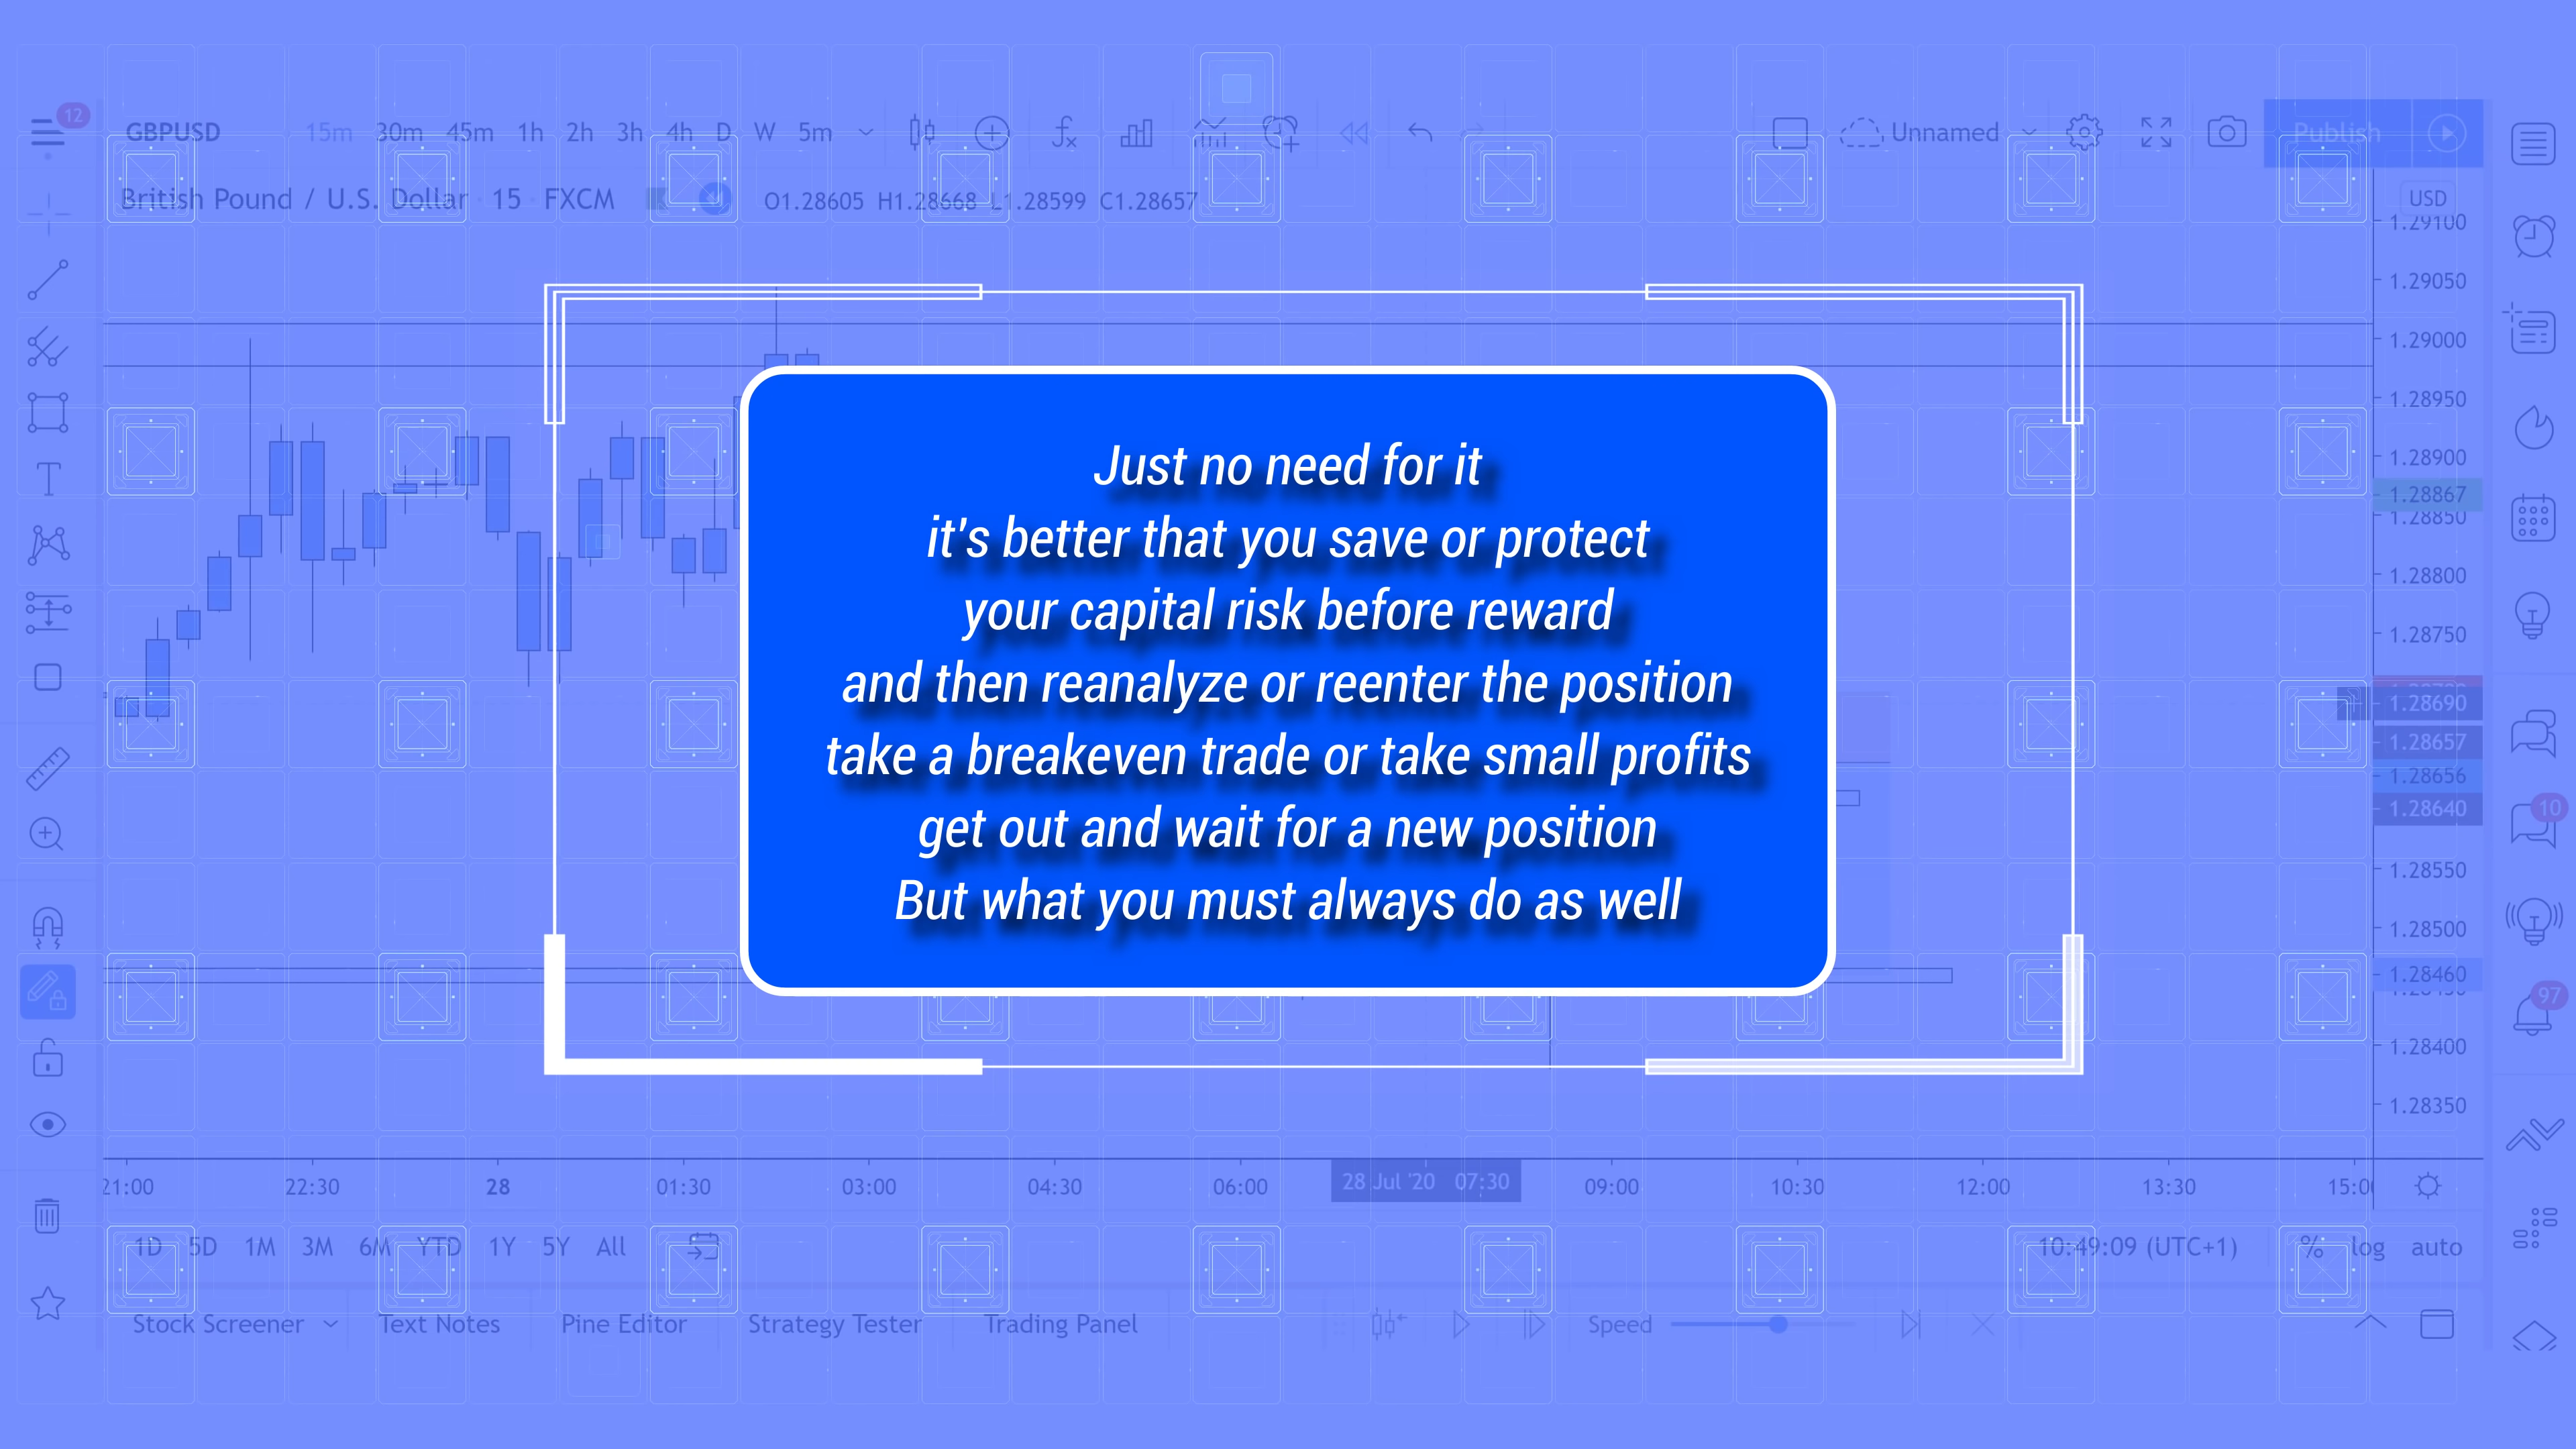 12
GBPUSD 15m 30m 45m 1h 2h 3h 4h D W 5m Unnamed Publish
British Pound / U.S. Dollar · 15 · FXCM O1.28605 H1.28668 L1.28599 C1.28657
USD
1.29100
1.29050
1.29000
1.28950
1.28900
1.28867
1.28850
1.28800
1.28750
1.28690
1.28657
1.28656
1.28640
1.28550
1.28500
1.28460
1.28400
1.28350
10
97
Just no need for it
it's better that you save or protect
your capital risk before reward
and then reanalyze or reenter the position
take a breakeven trade or take small profits
get out and wait for a new position
But what you must always do as well
21:00 22:30 28 01:30 03:00 04:30 06:00 28 Jul '20 07:30 09:00 10:30 12:00 13:30
1D 5D 1M 3M 6M YTD 1Y 5Y All 10:49:09 (UTC+1) % log auto
Stock Screener Text Notes Pine Editor Strategy Tester Trading Panel Speed